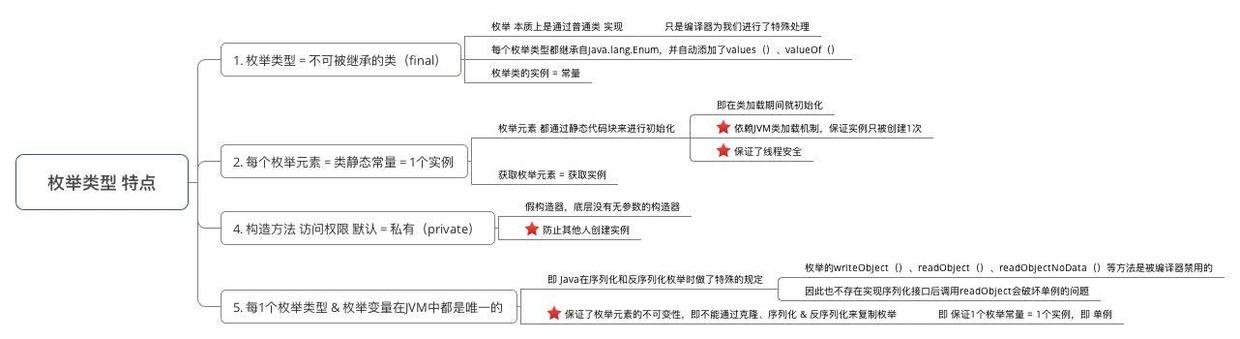 枚举类型 特点
1. 枚举类型 = 不可被继承的类（final）
枚举 本质上是通过普通类 实现 只是编译器为我们进行了特殊处理
每个枚举类型都继承自java.lang.Enum，并自动添加了values（）、valueOf（）
枚举类的实例 = 常量
2. 每个枚举元素 = 类静态常量 = 1个实例
枚举元素 都通过静态代码块来进行初始化
即在类加载期间就初始化
依赖JVM类加载机制，保证实例只被创建1次
保证了线程安全
获取枚举元素 = 获取实例
4. 构造方法 访问权限 默认 = 私有（private）
假构造器，底层没有无参数的构造器
防止其他人创建实例
5. 每1个枚举类型 & 枚举变量在JVM中都是唯一的
即 Java在序列化和反序列化枚举时做了特殊的规定
枚举的writeObject（）、readObject（）、readObjectNoData（）等方法是被编译器禁用的
因此也不存在实现序列化接口后调用readObject会破坏单例的问题
保证了枚举元素的不可变性，即不能通过克隆、序列化 & 反序列化来复制枚举 即 保证1个枚举常量 = 1个实例，即 单例